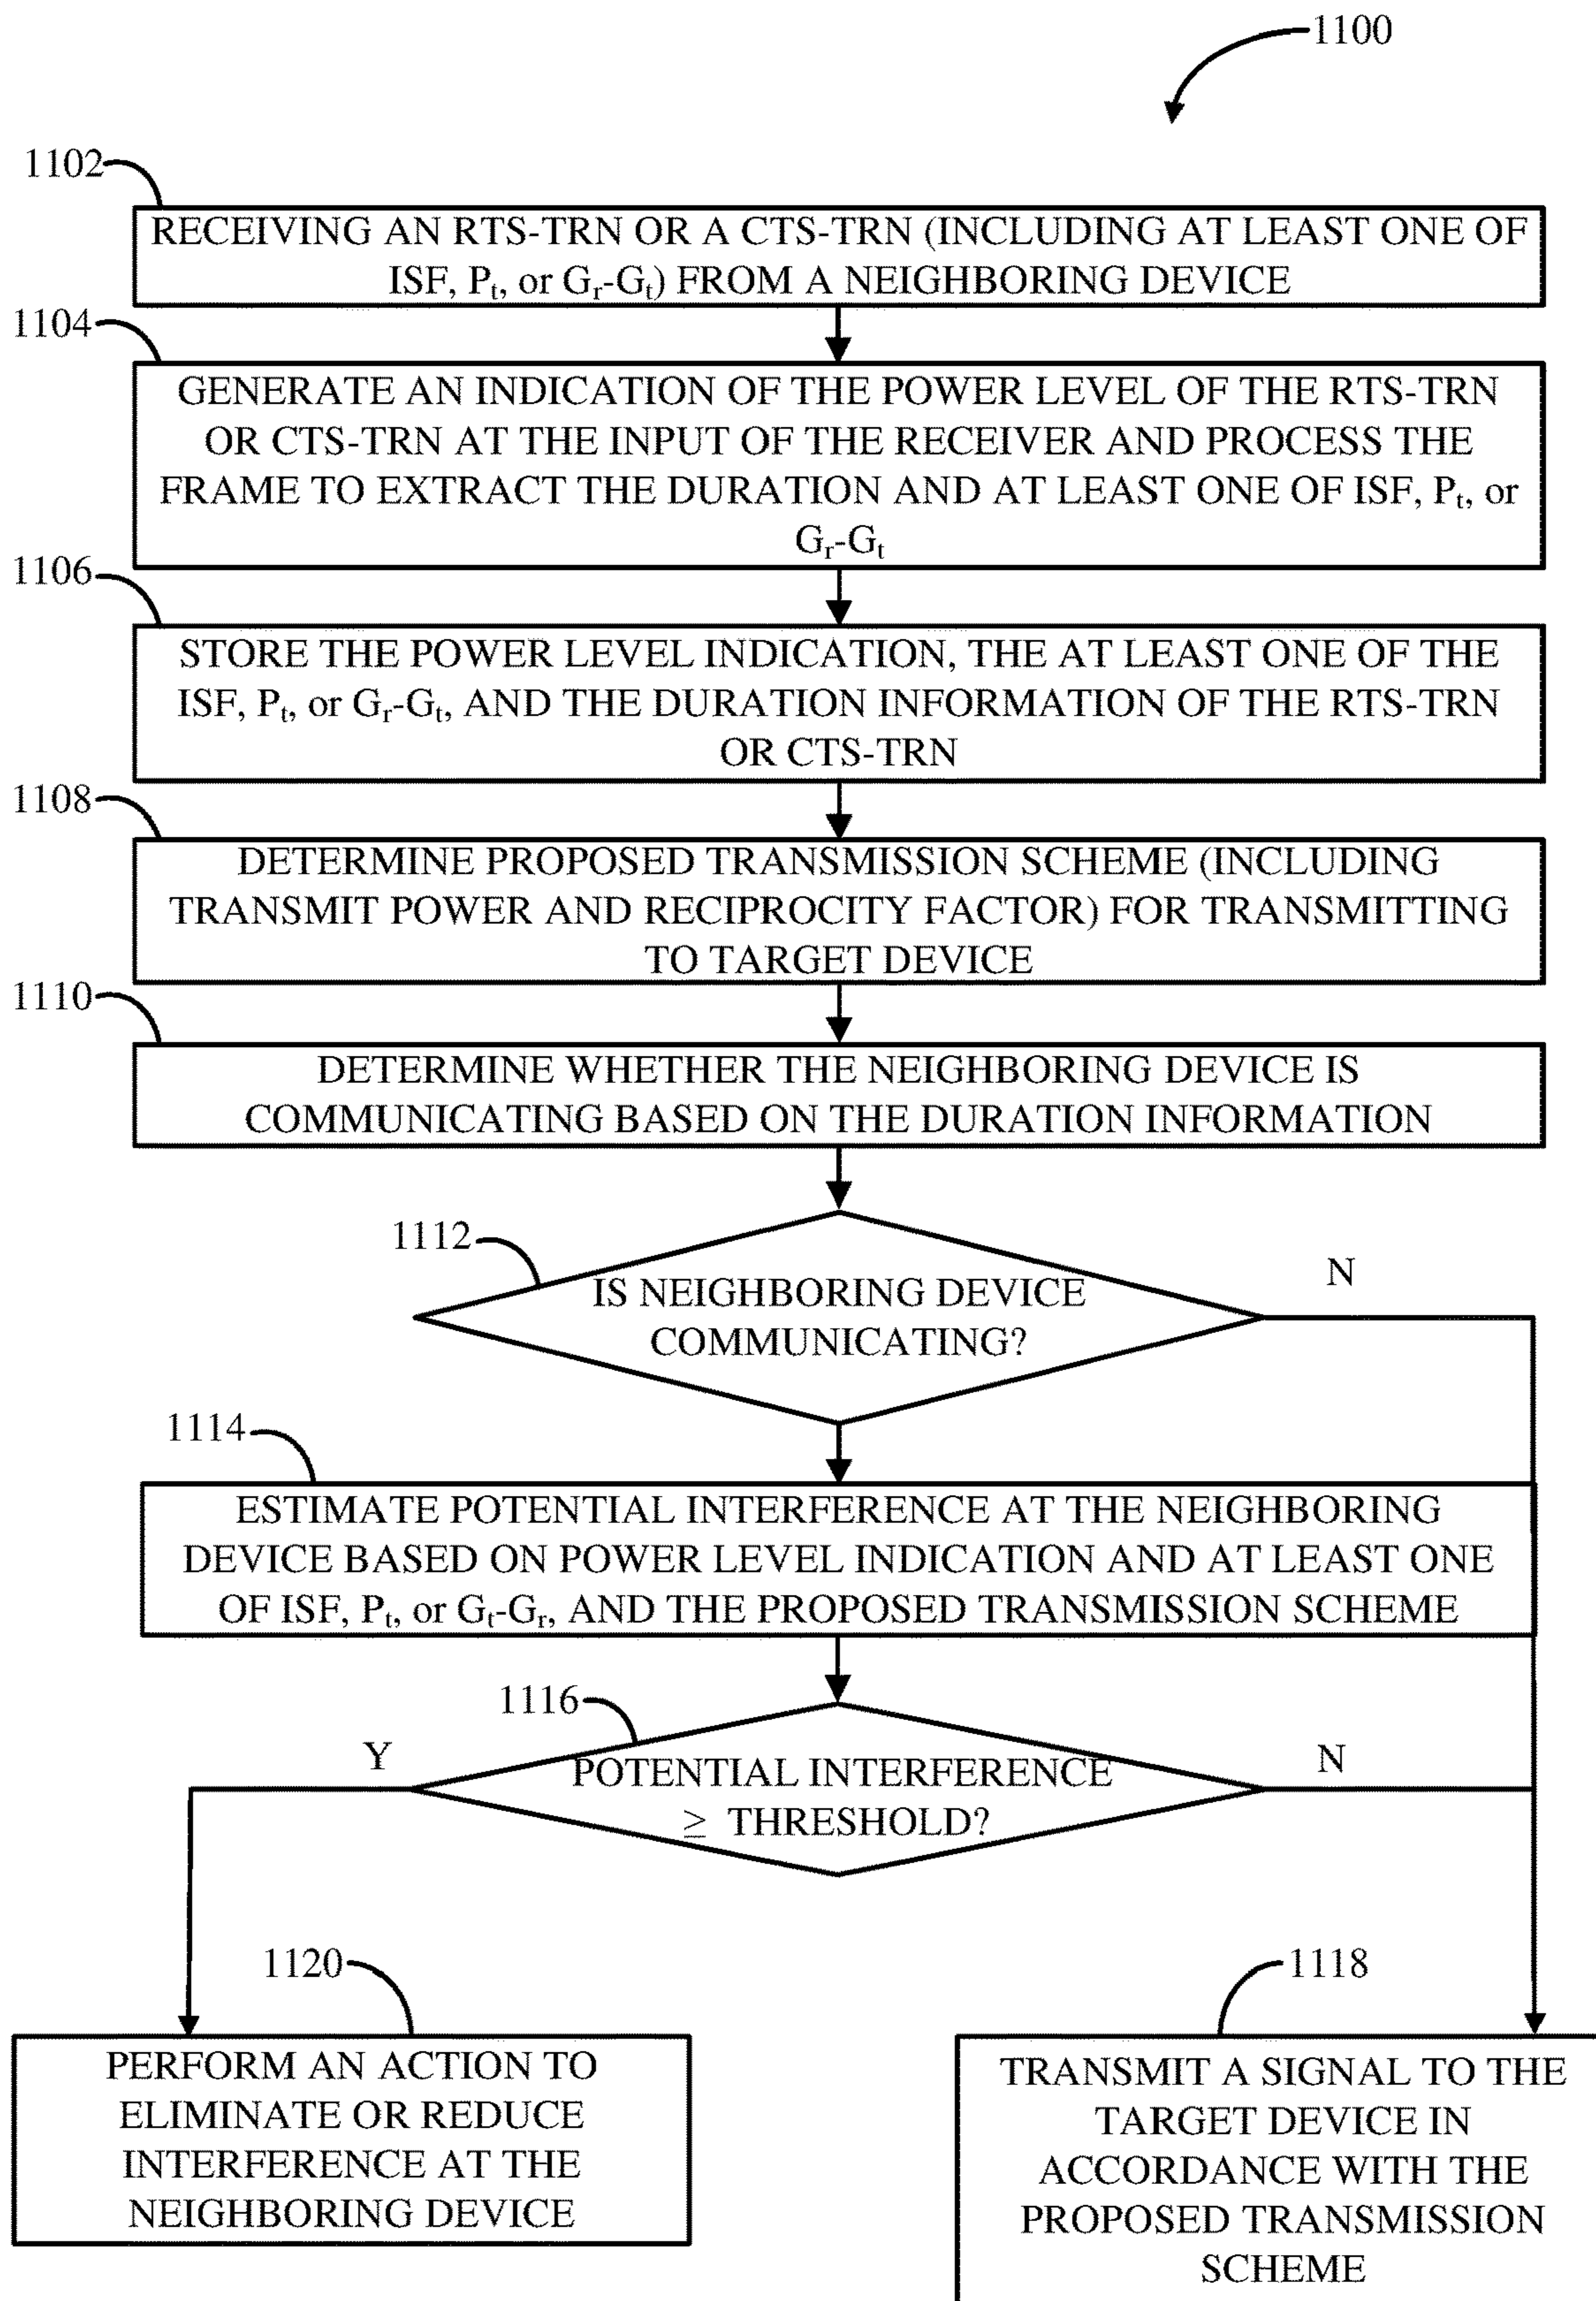 1100
1102
RECEIVING AN RTS-TRN OR A CTS-TRN (INCLUDING AT LEAST ONE OF
ISF, Pt, or Gr-Gt) FROM A NEIGHBORING DEVICE
1104
GENERATE AN INDICATION OF THE POWER LEVEL OF THE RTS-TRN
OR CTS-TRN AT THE INPUT OF THE RECEIVER AND PROCESS THE
FRAME TO EXTRACT THE DURATION AND AT LEAST ONE OF ISF, Pt, or
Gr-Gt
1106
STORE THE POWER LEVEL INDICATION, THE AT LEAST ONE OF THE
ISF, Pt, or Gr-Gt, AND THE DURATION INFORMATION OF THE RTS-TRN
OR CTS-TRN
1108
DETERMINE PROPOSED TRANSMISSION SCHEME (INCLUDING
TRANSMIT POWER AND RECIPROCITY FACTOR) FOR TRANSMITTING
TO TARGET DEVICE
1110
DETERMINE WHETHER THE NEIGHBORING DEVICE IS
COMMUNICATING BASED ON THE DURATION INFORMATION
1112
IS NEIGHBORING DEVICE
COMMUNICATING?
N
1114
ESTIMATE POTENTIAL INTERFERENCE AT THE NEIGHBORING
DEVICE BASED ON POWER LEVEL INDICATION AND AT LEAST ONE
OF ISF, Pt, or Gt-Gr, AND THE PROPOSED TRANSMISSION SCHEME
1116
Y
POTENTIAL INTERFERENCE
≥ THRESHOLD?
N
1120
PERFORM AN ACTION TO
ELIMINATE OR REDUCE
INTERFERENCE AT THE
NEIGHBORING DEVICE
1118
TRANSMIT A SIGNAL TO THE
TARGET DEVICE IN
ACCORDANCE WITH THE
PROPOSED TRANSMISSION
SCHEME